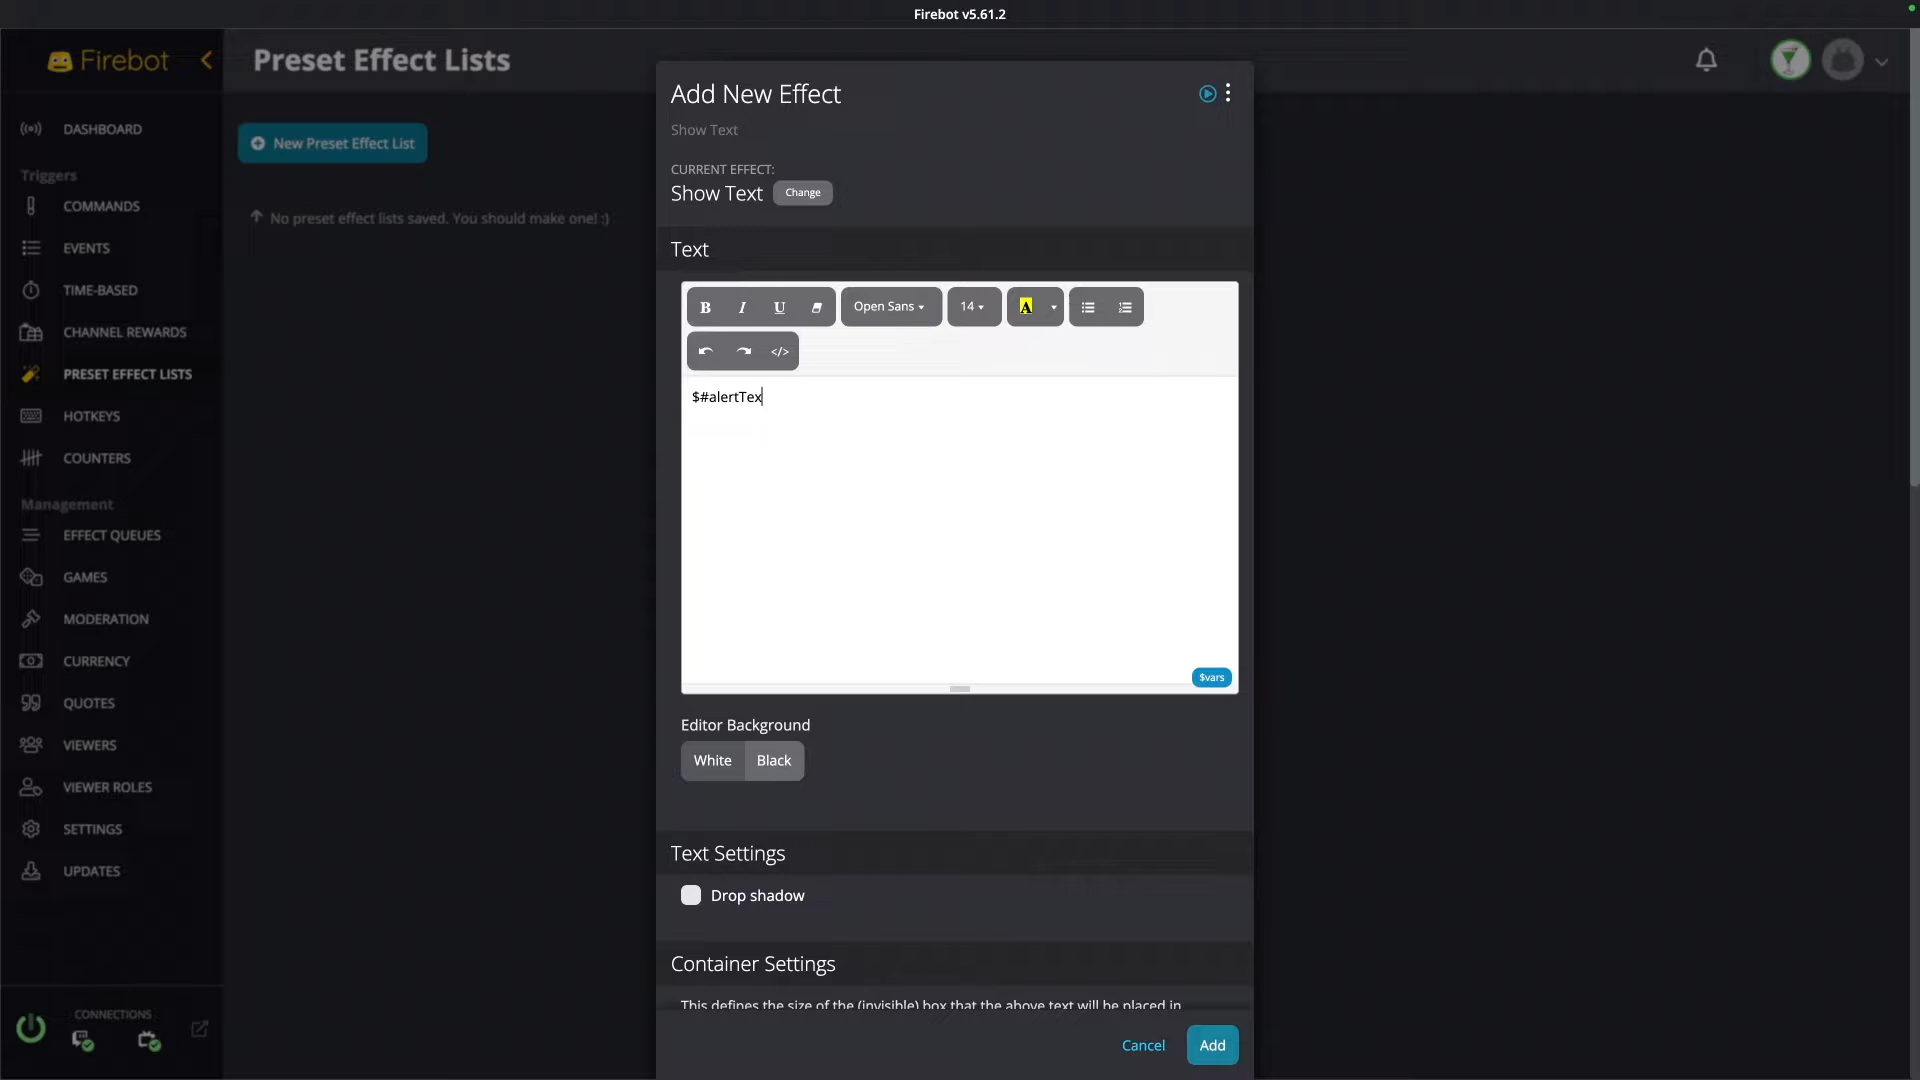 Firebot v5.61.2
Firebot
Preset Effect Lists
DASHBOARD
Triggers
COMMANDS
EVENTS
TIME-BASED
CHANNEL REWARDS
PRESET EFFECT LISTS
HOTKEYS
COUNTERS
Management
EFFECT QUEUES
GAMES
MODERATION
CURRENCY
QUOTES
VIEWERS
VIEWER ROLES
SETTINGS
UPDATES
CONNECTIONS
New Preset Effect List
No preset effect lists saved. You should make one! :)
Add New Effect
Show Text
CURRENT EFFECT:
Show Text Change
Text
B I U Open Sans 14 A
</>
$#alertTex
$vars
Editor Background
White Black
Text Settings
Drop shadow
Container Settings
This defines the size of the (invisible) box that the above text will be placed in
Cancel Add